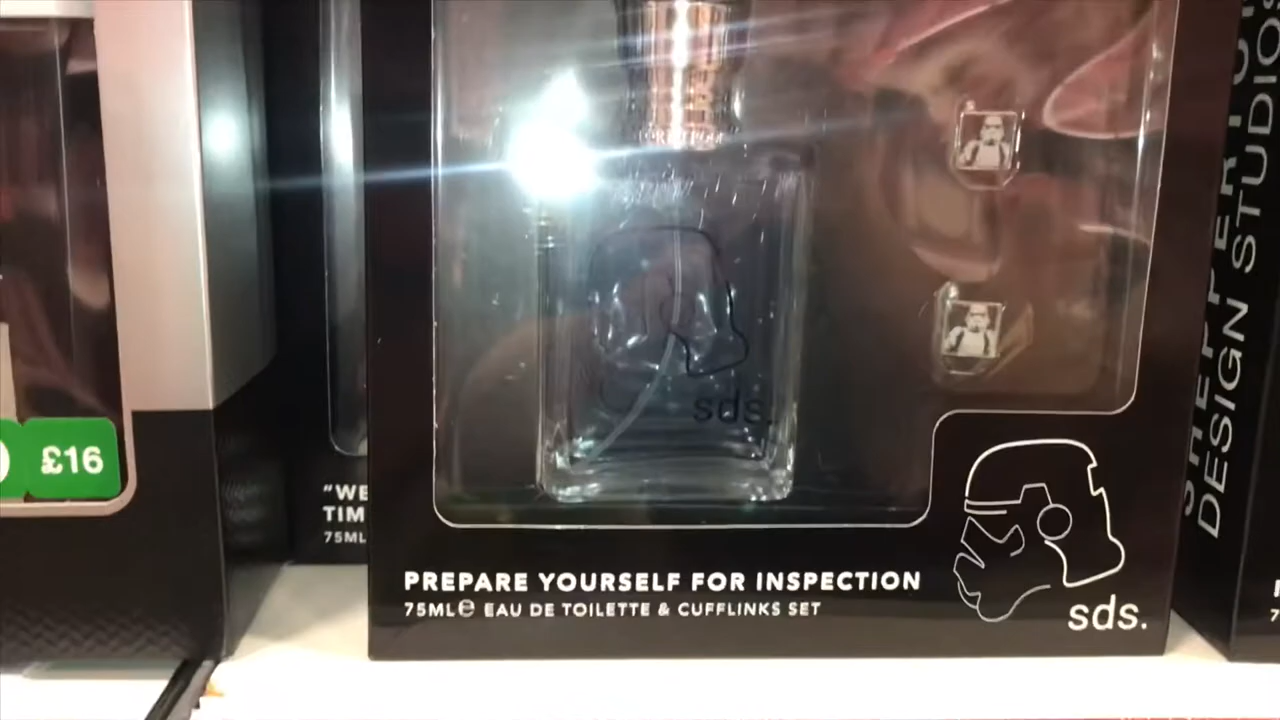 £16
"WE
TIM
75ML
sds.
PREPARE YOURSELF FOR INSPECTION
75ML℮ EAU DE TOILETTE & CUFFLINKS SET
sds.
DESIGN STUDIOS